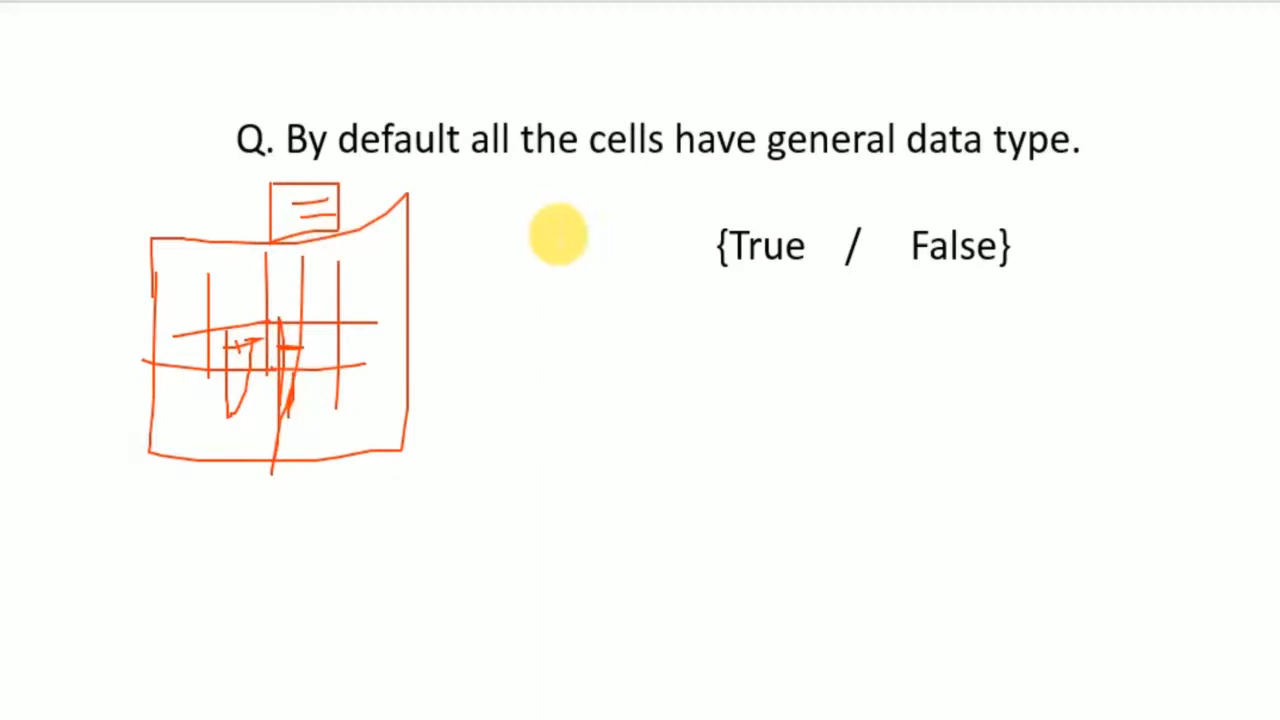 Q. By default all the cells have general data type.
{True / False}